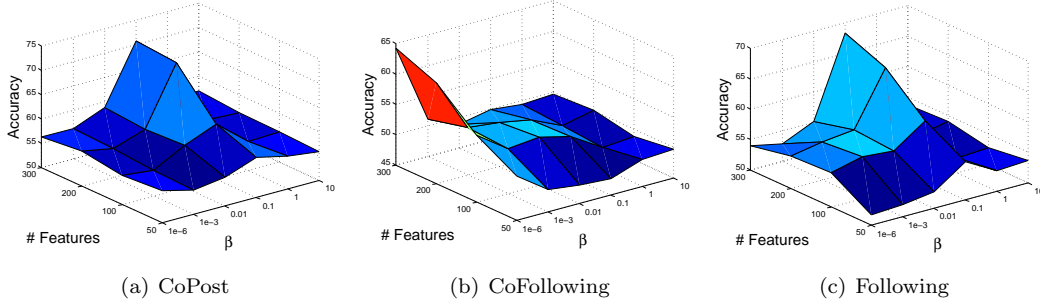 75
70
65
60
55
50
Accuracy
300
200
100
50
# Features
1e−6
1e−3
0.01
0.1
1
10
β
(a) CoPost
65
60
55
50
45
Accuracy
300
200
100
50
# Features
1e−6
1e−3
0.01
0.1
1
10
β
(b) CoFollowing
70
65
60
55
50
Accuracy
300
200
100
50
# Features
1e−6
1e−3
0.01
0.1
1
10
β
(c) Following